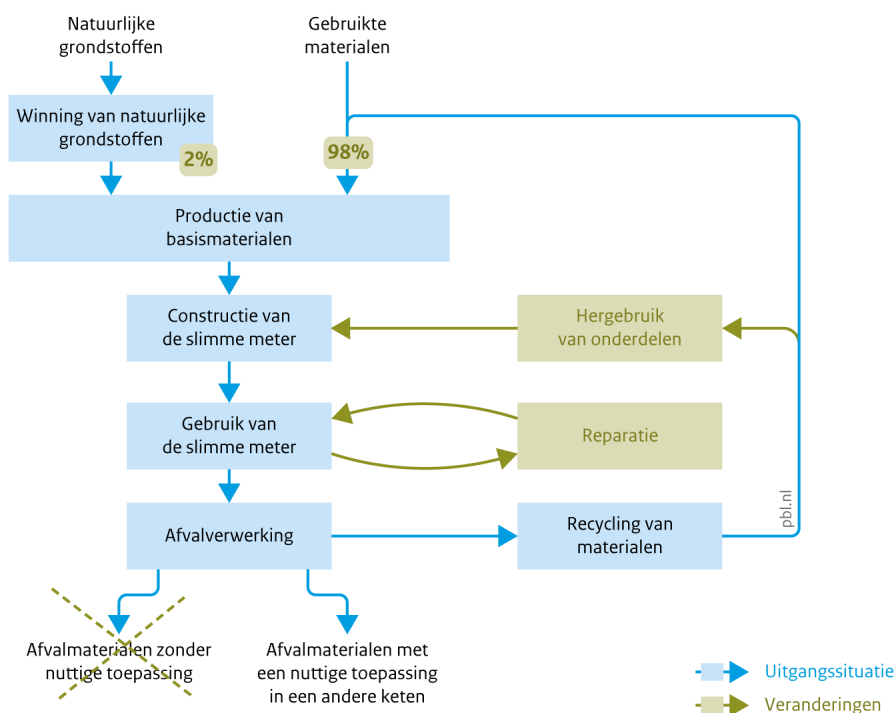 Natuurlijke
grondstoffen
Gebruikte
materialen
Winning van natuurlijke
grondstoffen
2%
98%
Productie van
basismaterialen
Constructie van
de slimme meter
Hergebruik
van onderdelen
Gebruik van
de slimme meter
Reparatie
Afvalverwerking
Recycling van
materialen
pbl.nl
Afvalmaterialen zonder
nuttige toepassing
Afvalmaterialen met
een nuttige toepassing
in een andere keten
Uitgangssituatie
Veranderingen